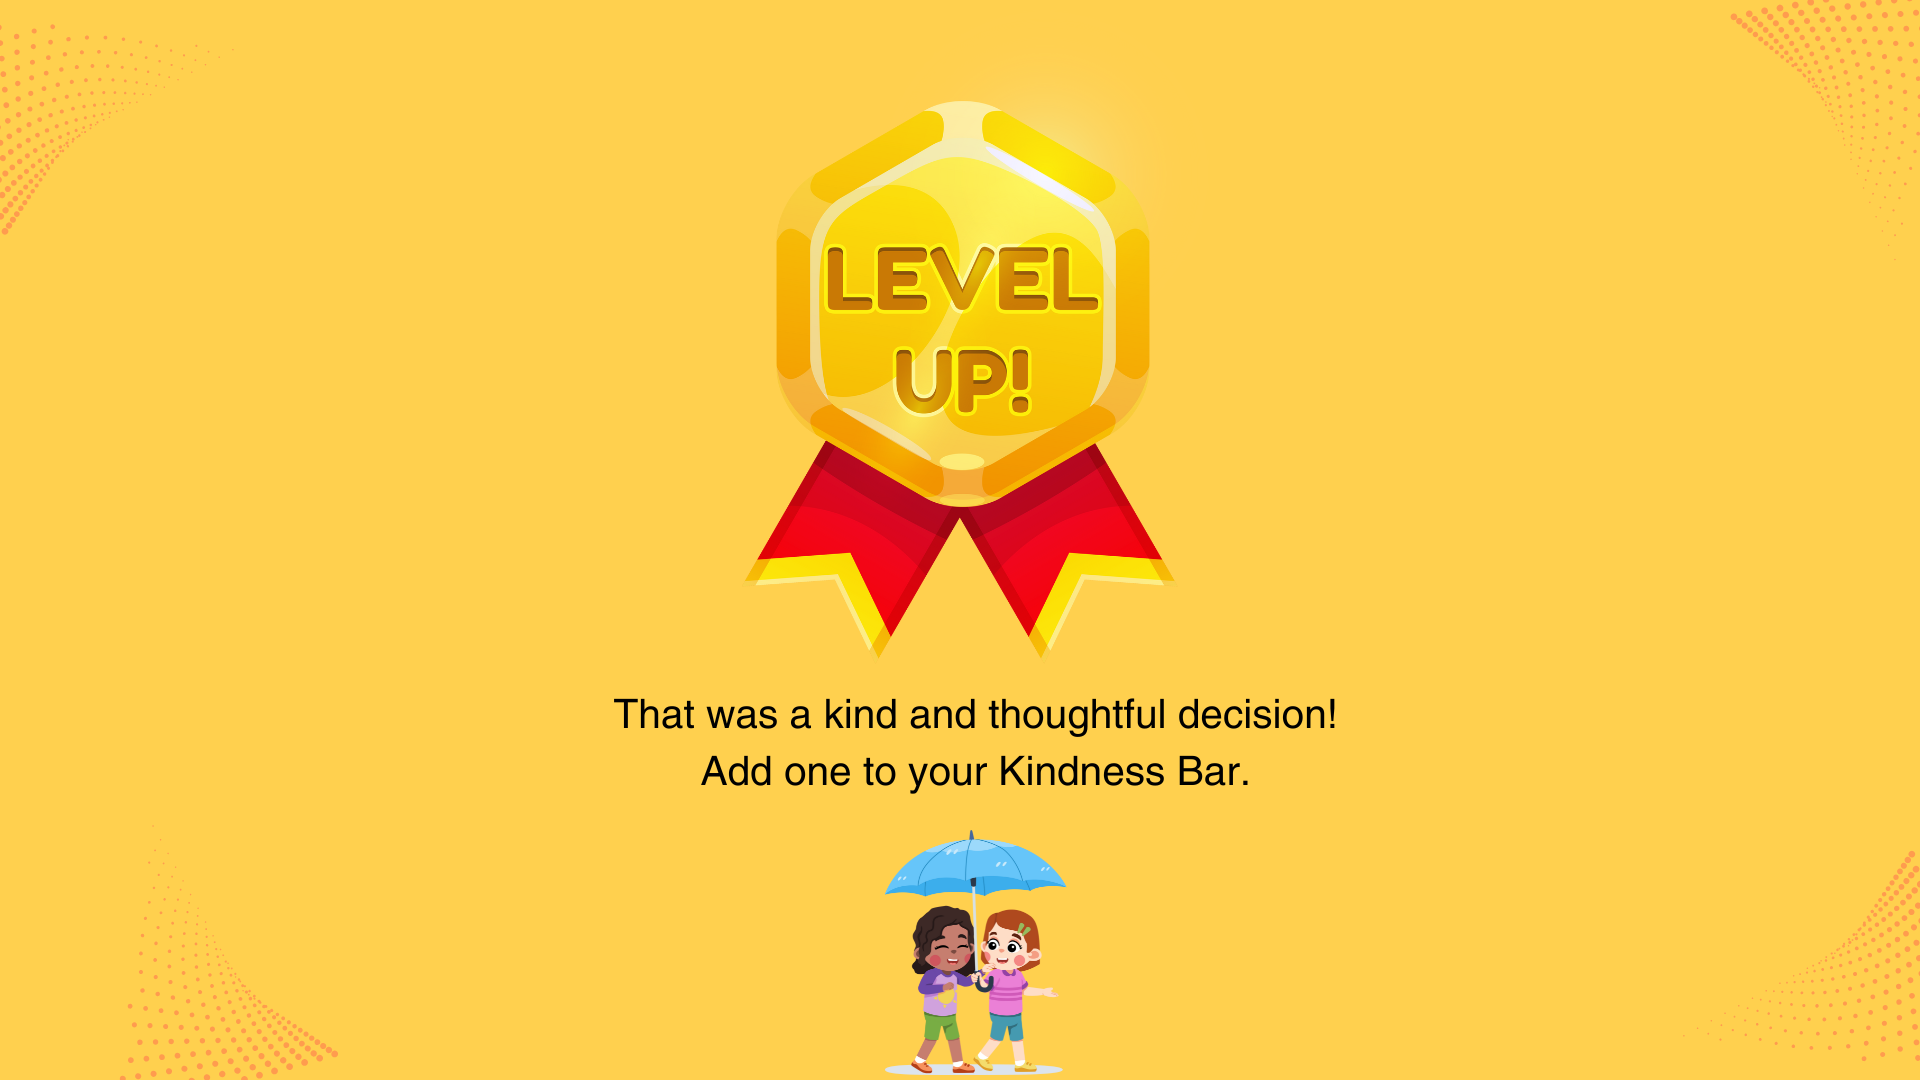 LEVEL
UP!
That was a kind and thoughtful decision!
Add one to your Kindness Bar.